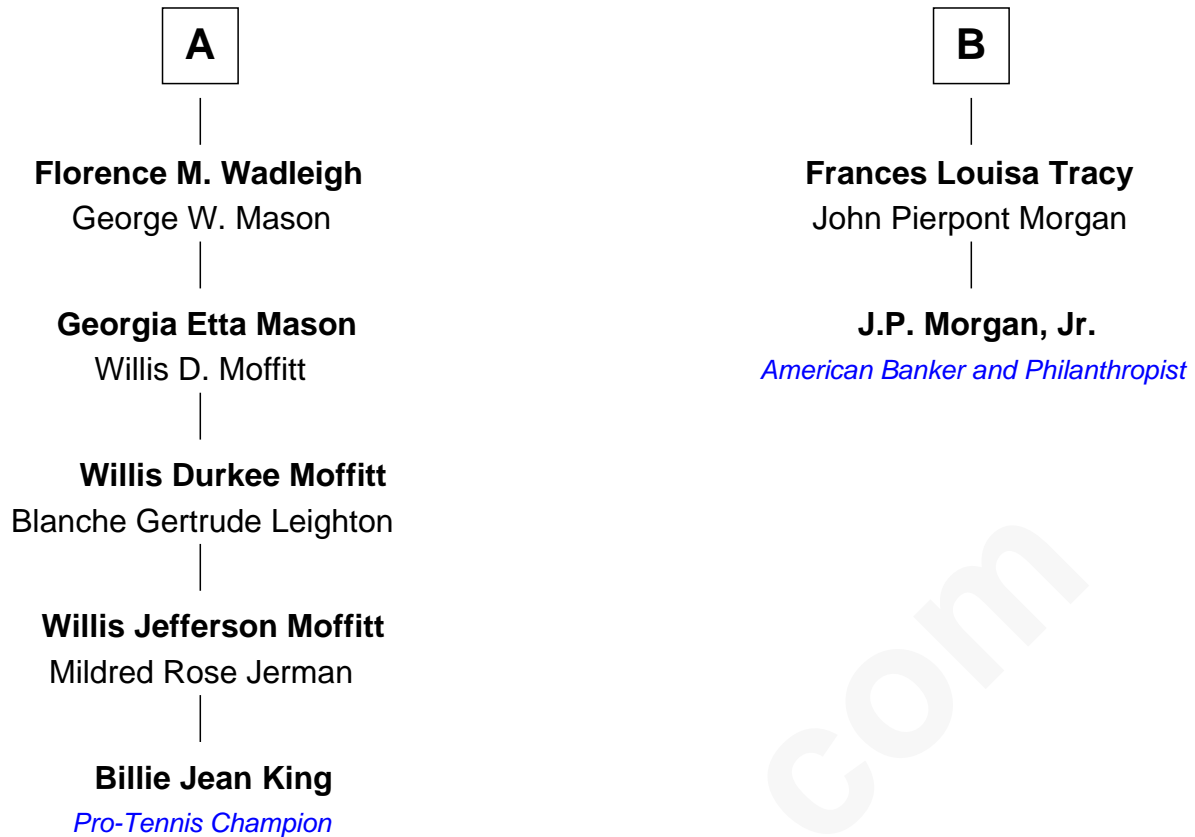 A
Florence M. Wadleigh
George W. Mason
Georgia Etta Mason
Willis D. Moffitt
Willis Durkee Moffitt
Blanche Gertrude Leighton
Willis Jefferson Moffitt
Mildred Rose Jerman
Billie Jean King
Pro-Tennis Champion
B
Frances Louisa Tracy
John Pierpont Morgan
J.P. Morgan, Jr.
American Banker and Philanthropist
com